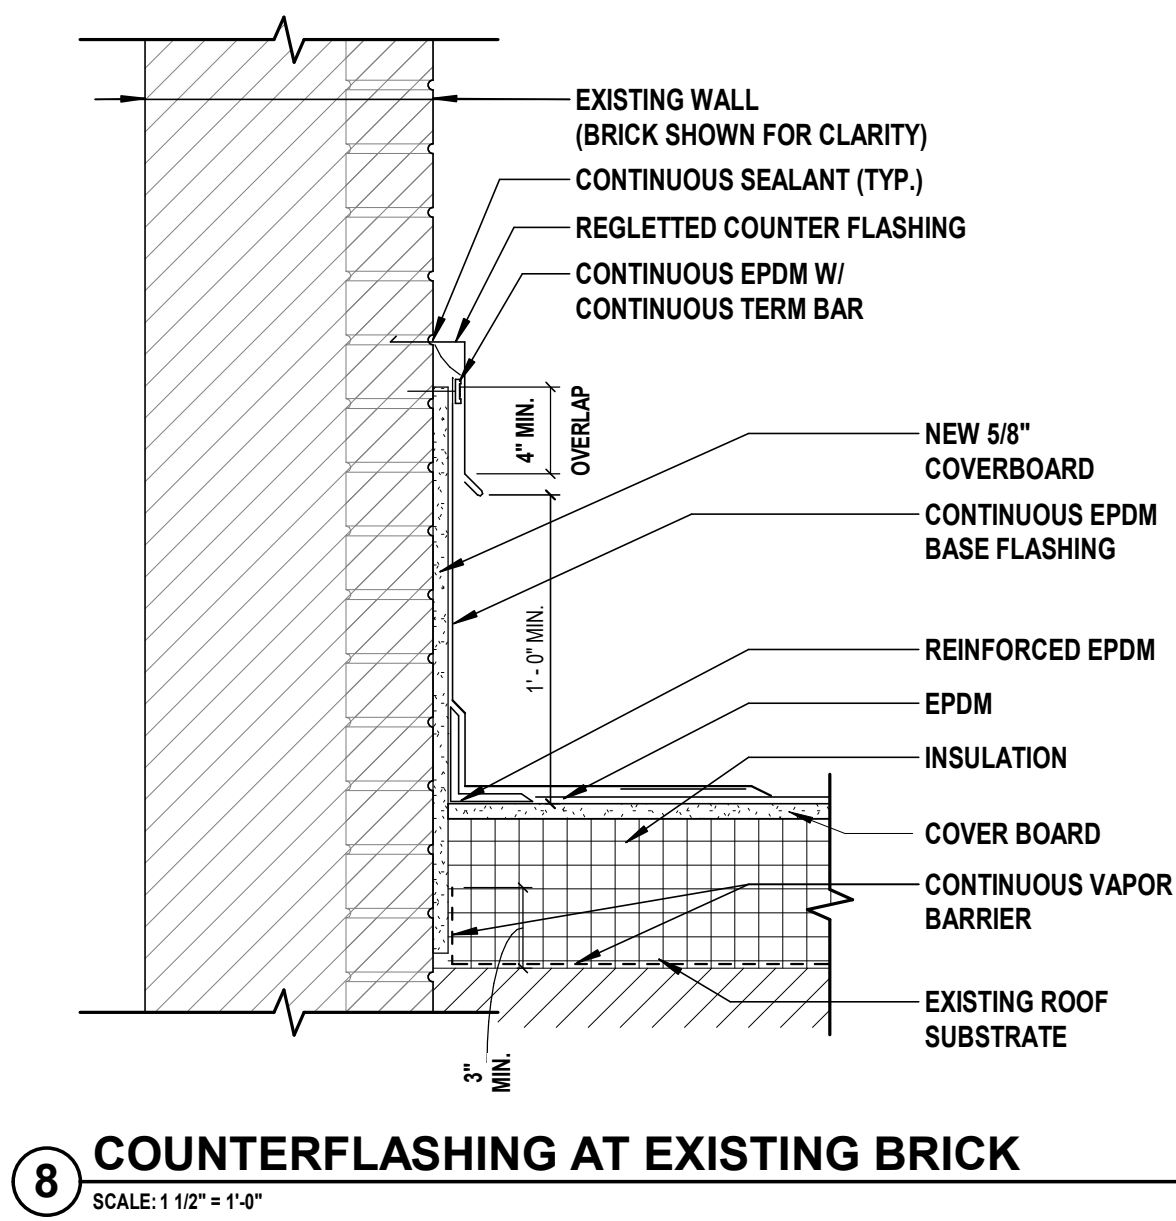 EXISTING WALL
(BRICK SHOWN FOR CLARITY)
CONTINUOUS SEALANT (TYP.)
REGLETTED COUNTER FLASHING
CONTINUOUS EPDM W/
CONTINUOUS TERM BAR
4" MIN.
OVERLAP
NEW 5/8"
COVERBOARD
CONTINUOUS EPDM
BASE FLASHING
1' - 0" MIN.
REINFORCED EPDM
EPDM
INSULATION
COVER BOARD
CONTINUOUS VAPOR
BARRIER
EXISTING ROOF
SUBSTRATE
3"
MIN.
8
COUNTERFLASHING AT EXISTING BRICK
SCALE: 1 1/2" = 1'-0"